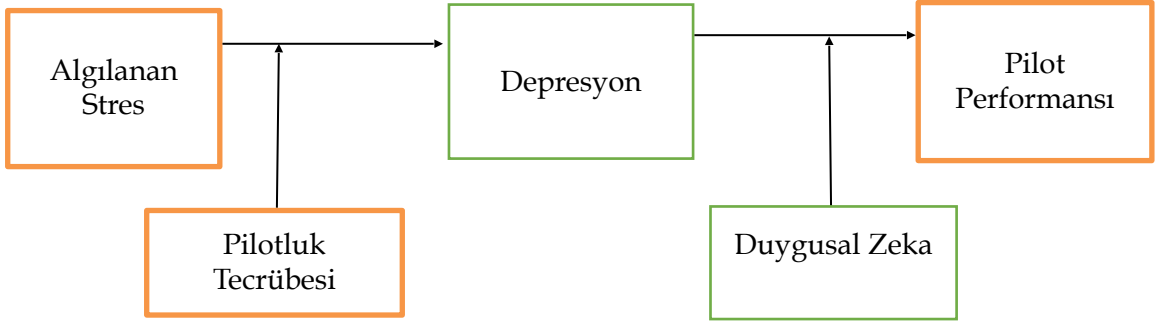 Algılanan
Stres
Depresyon
Pilot
Performansı
Pilotluk
Tecrübesi
Duygusal Zeka